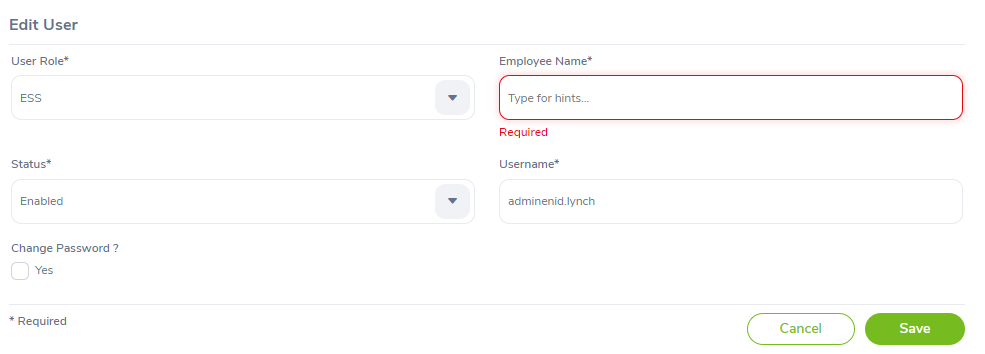 Edit User
User Role*
Employee Name*
ESS
Type for hints...
Required
Status*
Username*
Enabled
adminenid.lynch
Change Password ?
Yes
* Required
Cancel
Save